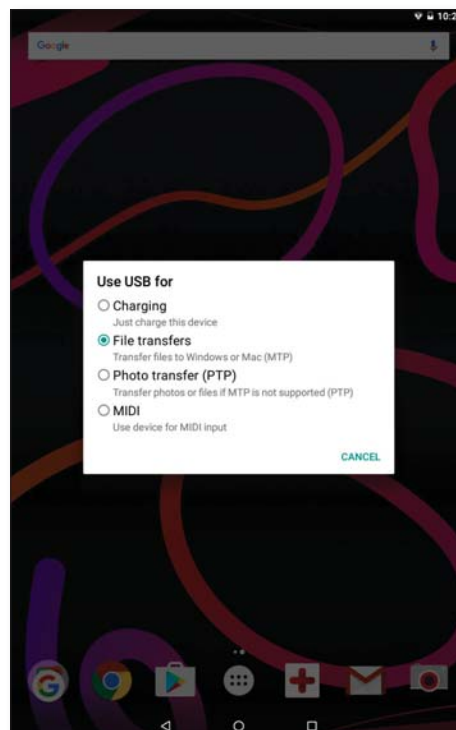 10:2
Google
Use USB for
Charging
Just charge this device
File transfers
Transfer files to Windows or Mac (MTP)
Photo transfer (PTP)
Transfer photos or files if MTP is not supported (PTP)
MIDI
Use device for MIDI input
CANCEL